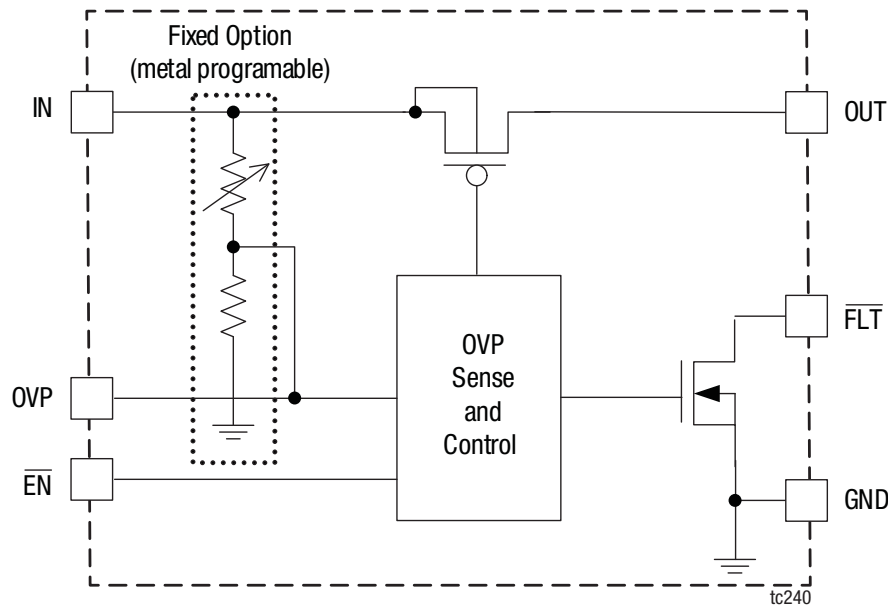 Fixed Option
(metal programable)
IN
OUT
OVP
Sense
and
Control
FLT
OVP
EN
GND
tc240